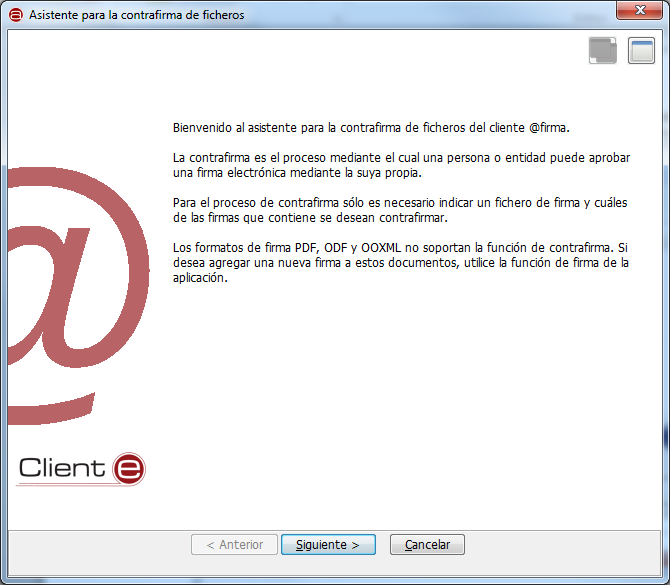 Asistente para la contrafirma de ficheros
Bienvenido al asistente para la contrafirma de ficheros del cliente @firma.
La contrafirma es el proceso mediante el cual una persona o entidad puede aprobar
una firma electrónica mediante la suya propia.
Para el proceso de contrafirma sólo es necesario indicar un fichero de firma y cuáles
de las firmas que contiene se desean contrafirmar.
Los formatos de firma PDF, ODF y OOXML no soportan la función de contrafirma. Si
desea agregar una nueva firma a estos documentos, utilice la función de firma de la
aplicación.
@
Client e
< Anterior Siguiente > Cancelar